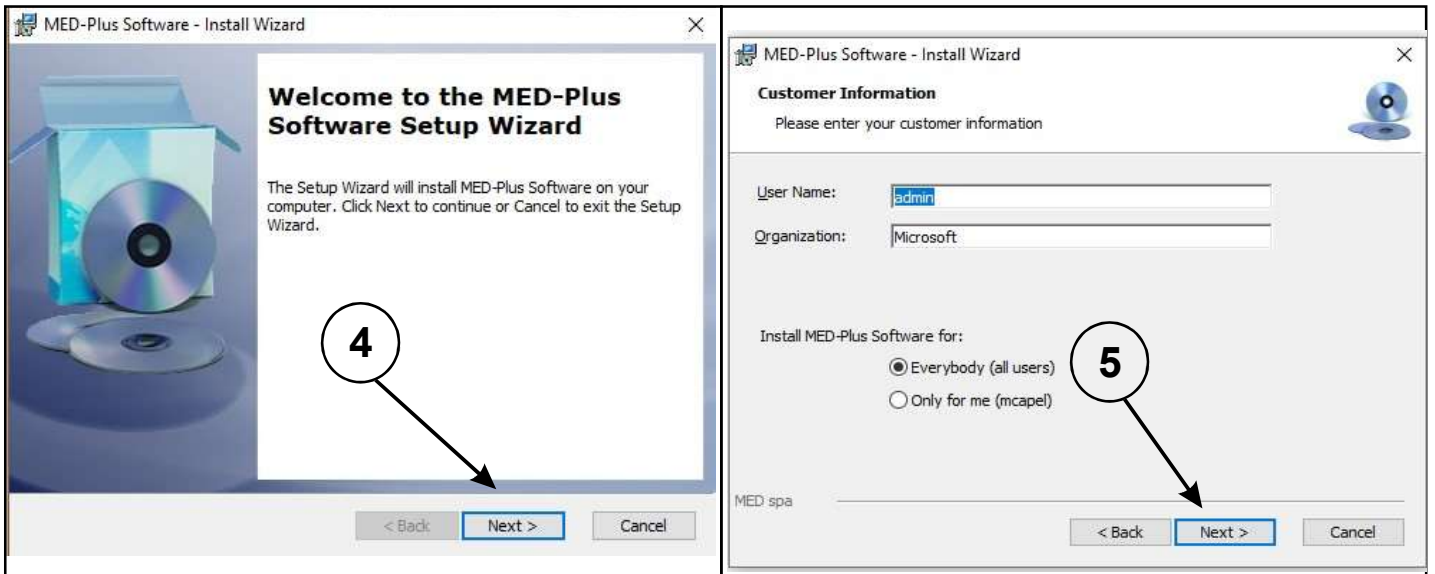 MED-Plus Software - Install Wizard
Welcome to the MED-Plus
Software Setup Wizard
The Setup Wizard will install MED-Plus Software on your
computer. Click Next to continue or Cancel to exit the Setup
Wizard.
4
< Back
Next >
Cancel
MED-Plus Software - Install Wizard
Customer Information
Please enter your customer information
User Name:
admin
Organization:
Microsoft
Install MED-Plus Software for:
Everybody (all users)
Only for me (mcapel)
5
MED spa
< Back
Next >
Cancel